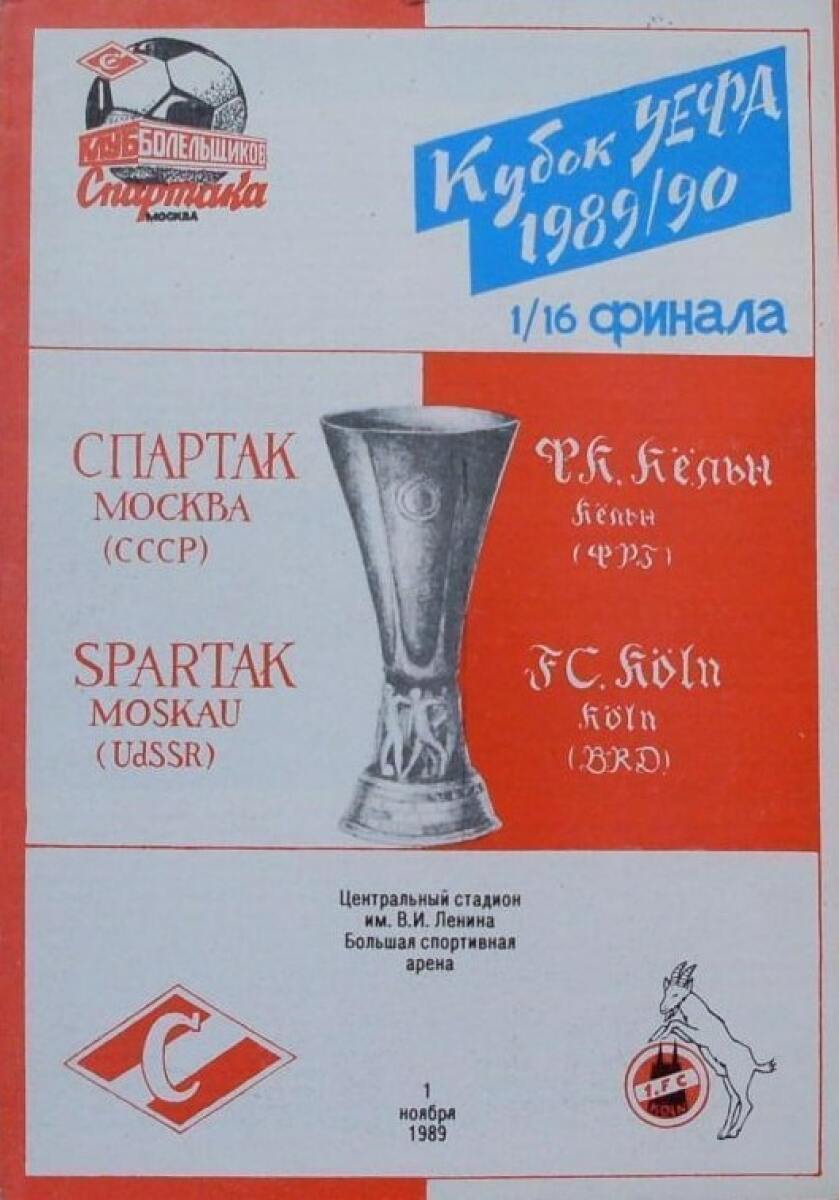 С
КЛУБ БОЛЕЛЬЩИКОВ
Спартака
МОСКВА
Кубок УЕФА
1989/90
1/16 финала
СПАРТАК
МОСКВА
(СССР)
ФК. Кёльн
Кёльн
(ФРГ)
SPARTAK
MOSKAU
(UdSSR)
FC. Köln
Köln
(BRD)
Центральный стадион
им. В.И. Ленина
Большая спортивная
арена
С
1
ноября
1989
1.FC
KÖLN